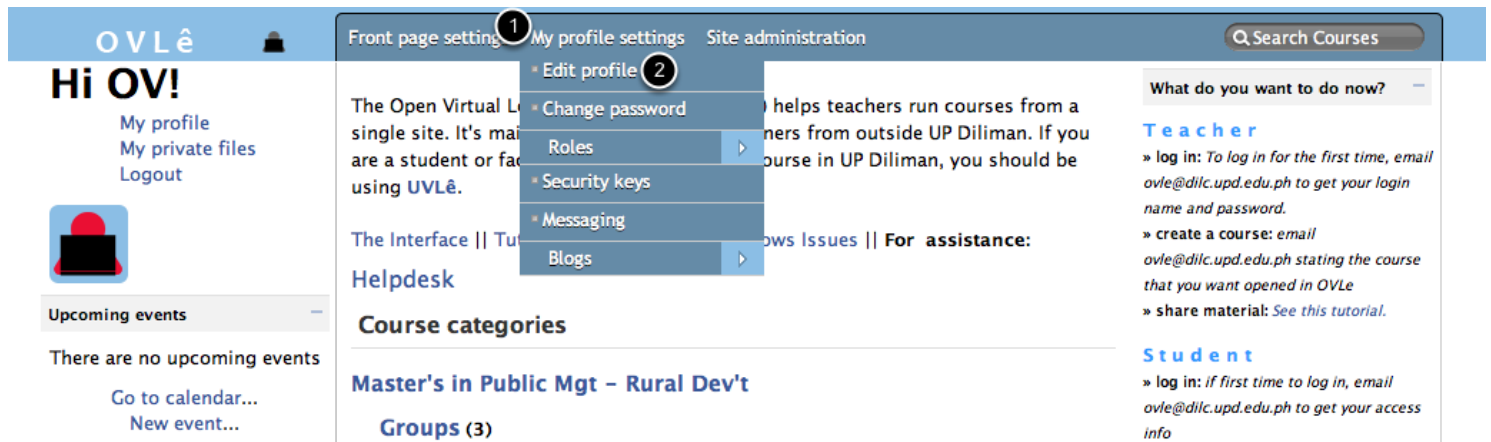 OVLê
Front page setting
1
My profile settings
Site administration
Search Courses
Hi OV!
My profile
My private files
Logout
Upcoming events
There are no upcoming events
Go to calendar...
New event...
Edit profile
2
Change password
Roles
Security keys
Messaging
Blogs
The Open Virtual L ) helps teachers run courses from a
single site. It's mai ners from outside UP Diliman. If you
are a student or fac ourse in UP Diliman, you should be
using UVLê.
The Interface || Tu ows Issues || For assistance:
Helpdesk
Course categories
Master's in Public Mgt – Rural Dev't
Groups (3)
What do you want to do now?
Teacher
» log in: To log in for the first time, email
ovle@dilc.upd.edu.ph to get your login
name and password.
» create a course: email
ovle@dilc.upd.edu.ph stating the course
that you want opened in OVLe
» share material: See this tutorial.
Student
» log in: if first time to log in, email
ovle@dilc.upd.edu.ph to get your access
info